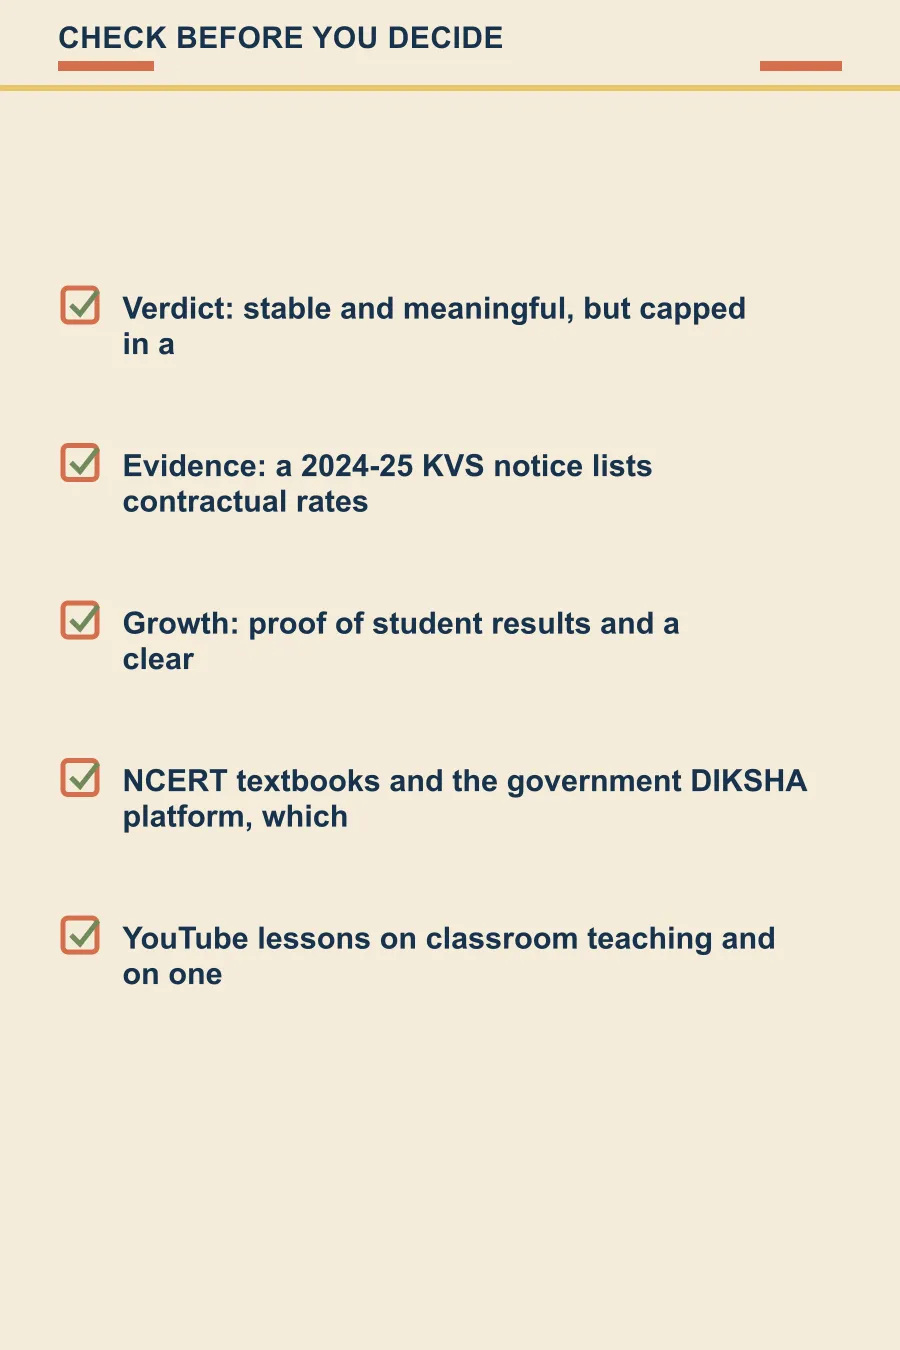 CHECK BEFORE YOU DECIDE
Verdict: stable and meaningful, but capped
in a
Evidence: a 2024-25 KVS notice lists
contractual rates
Growth: proof of student results and a
clear
NCERT textbooks and the government DIKSHA
platform, which
YouTube lessons on classroom teaching and
on one